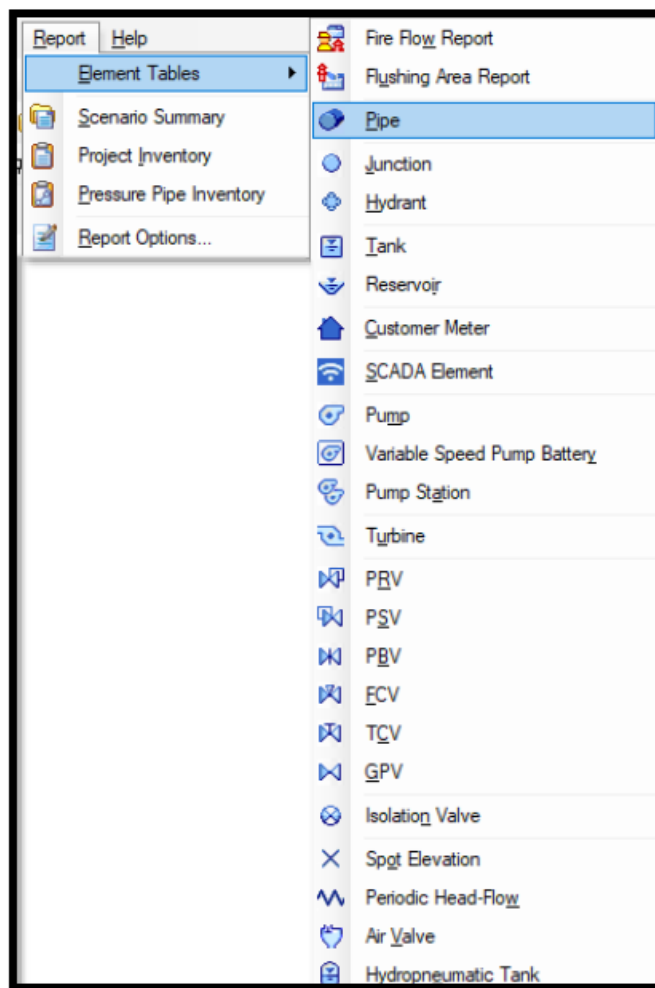 Report Help
Element Tables
Scenario Summary
Project Inventory
Pressure Pipe Inventory
Report Options...
Fire Flow Report
Flushing Area Report
Pipe
Junction
Hydrant
Tank
Reservoir
Customer Meter
SCADA Element
Pump
Variable Speed Pump Battery
Pump Station
Turbine
PRV
PSV
PBV
FCV
TCV
GPV
Isolation Valve
Spot Elevation
Periodic Head-Flow
Air Valve
Hydropneumatic Tank